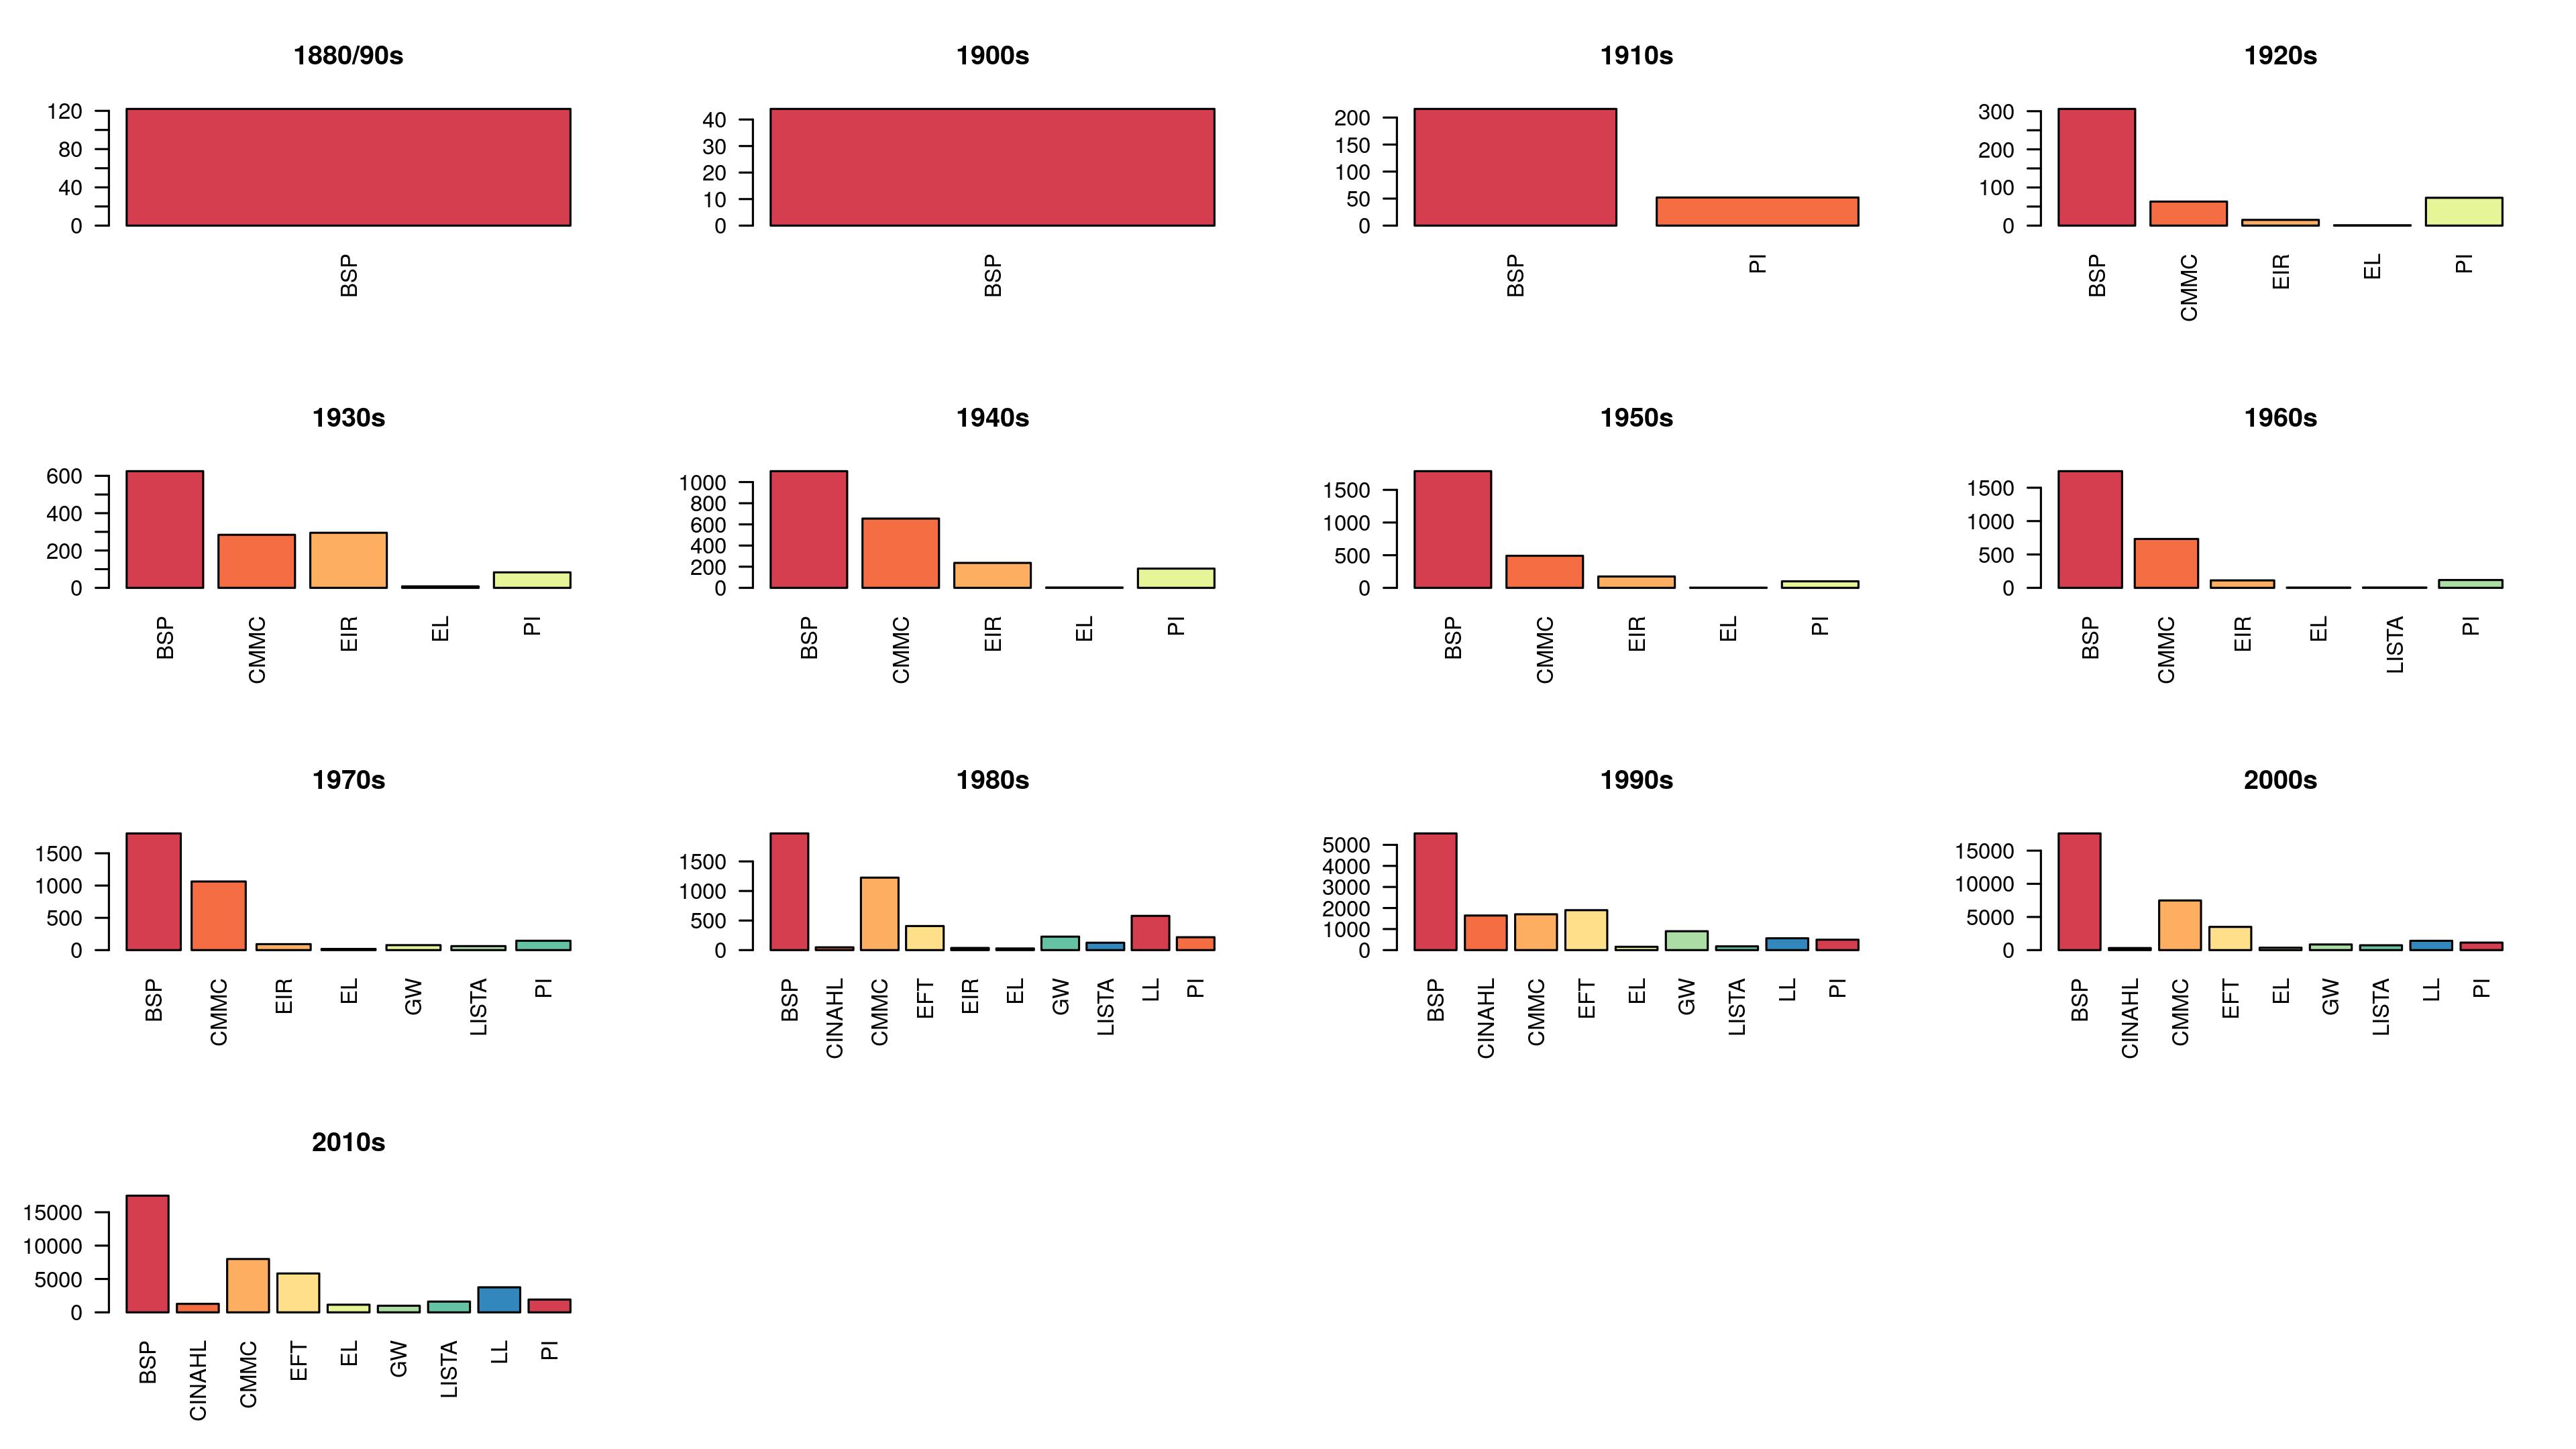 1880/90s
120
80
40
0
BSP
1900s
40
30
20
10
0
BSP
1910s
200
150
100
50
0
BSP PI
1920s
300
200
100
0
BSP CMMC EIR EL PI
1930s
600
400
200
0
BSP CMMC EIR EL PI
1940s
1000
800
600
400
200
0
BSP CMMC EIR EL PI
1950s
1500
1000
500
0
BSP CMMC EIR EL PI
1960s
1500
1000
500
0
BSP CMMC EIR EL LISTA PI
1970s
1500
1000
500
0
BSP CMMC EIR EL GW LISTA PI
1980s
1500
1000
500
0
BSP CINAHL CMMC EFT EIR EL GW LISTA LL PI
1990s
5000
4000
3000
2000
1000
0
BSP CINAHL CMMC EFT EL GW LISTA LL PI
2000s
15000
10000
5000
0
BSP CINAHL CMMC EFT EL GW LISTA LL PI
2010s
15000
10000
5000
0
BSP CINAHL CMMC EFT EL GW LISTA LL PI